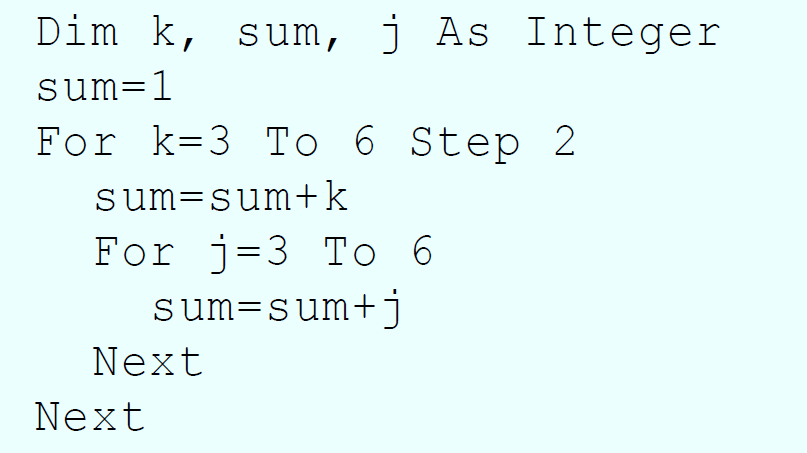 Dim k, sum, j As Integer
sum=1
For k=3 To 6 Step 2
sum=sum+k
For j=3 To 6
sum=sum+j
Next
Next